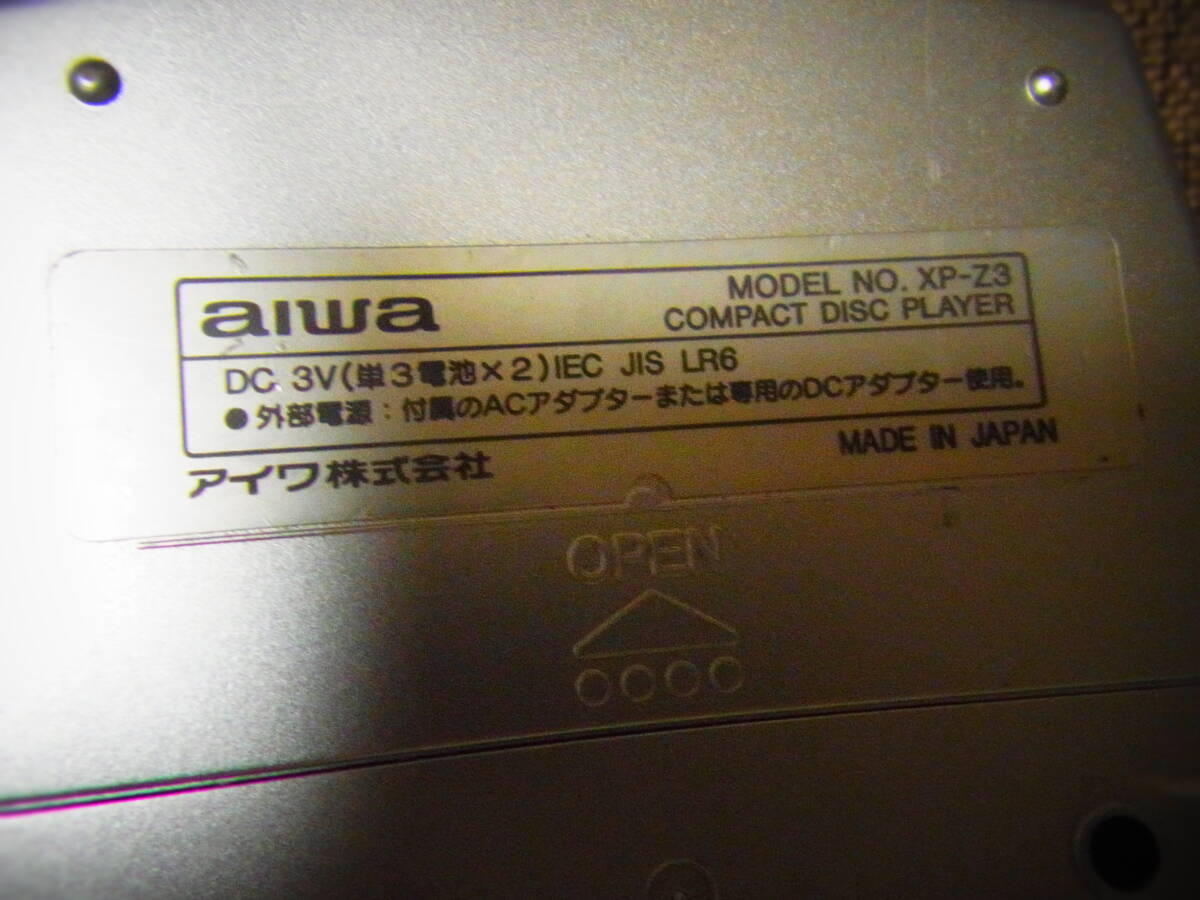 aiwa
MODEL NO. XP-Z3
COMPACT DISC PLAYER
DC 3V(単3電池×2)IEC JIS LR6
●外部電源:付属のACアダプターまたは専用のDCアダプター使用。
アイワ株式会社
MADE IN JAPAN
OPEN